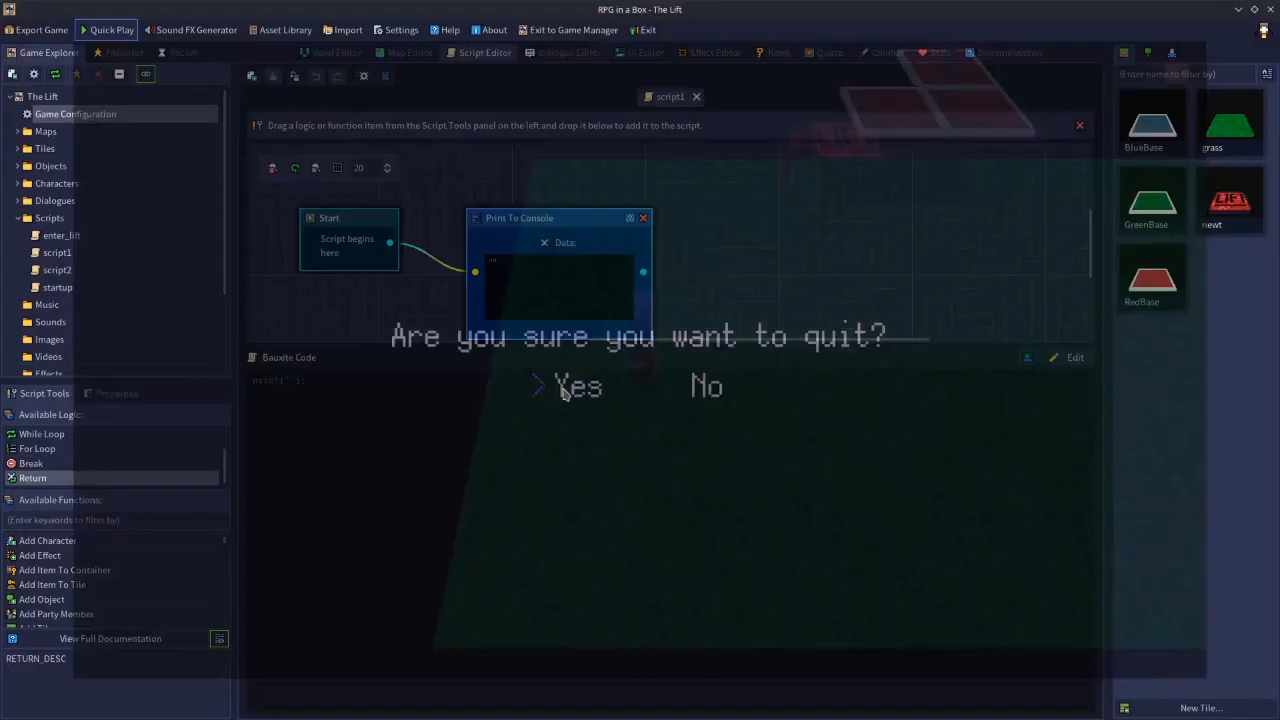 RPG in a Box - The Lift
Export Game
Quick Play
Sound FX Generator
Asset Library
Import
Settings
Help
About
Exit to Game Manager
Exit
Game Explorer
Favorites
Recent
Voxel Editor
Map Editor
Script Editor
Dialogue Editor
UI Editor
Effect Editor
Items
Quests
Combat
Stats
Documentation
The Lift
Game Configuration
Maps
Tiles
Objects
Characters
Dialogues
Scripts
enter_lift
script1
script2
startup
Music
Sounds
Images
Videos
Effects
script1
Drag a logic or function item from the Script Tools panel on the left and drop it below to add it to the script.
20
Start
Script begins
here
Print To Console
Data:
""
Are you sure you want to quit?
> Yes No
Bauxite Code
Edit
print("");
Script Tools
Properties
Available Logic:
While Loop
For Loop
Break
Return
Available Functions:
(Enter keywords to filter by)
Add Character
Add Effect
Add Item To Container
Add Item To Tile
Add Object
Add Party Member
View Full Documentation
RETURN_DESC
(Enter name to filter by)
BlueBase
grass
GreenBase
LIFT
newt
RedBase
New Tile...